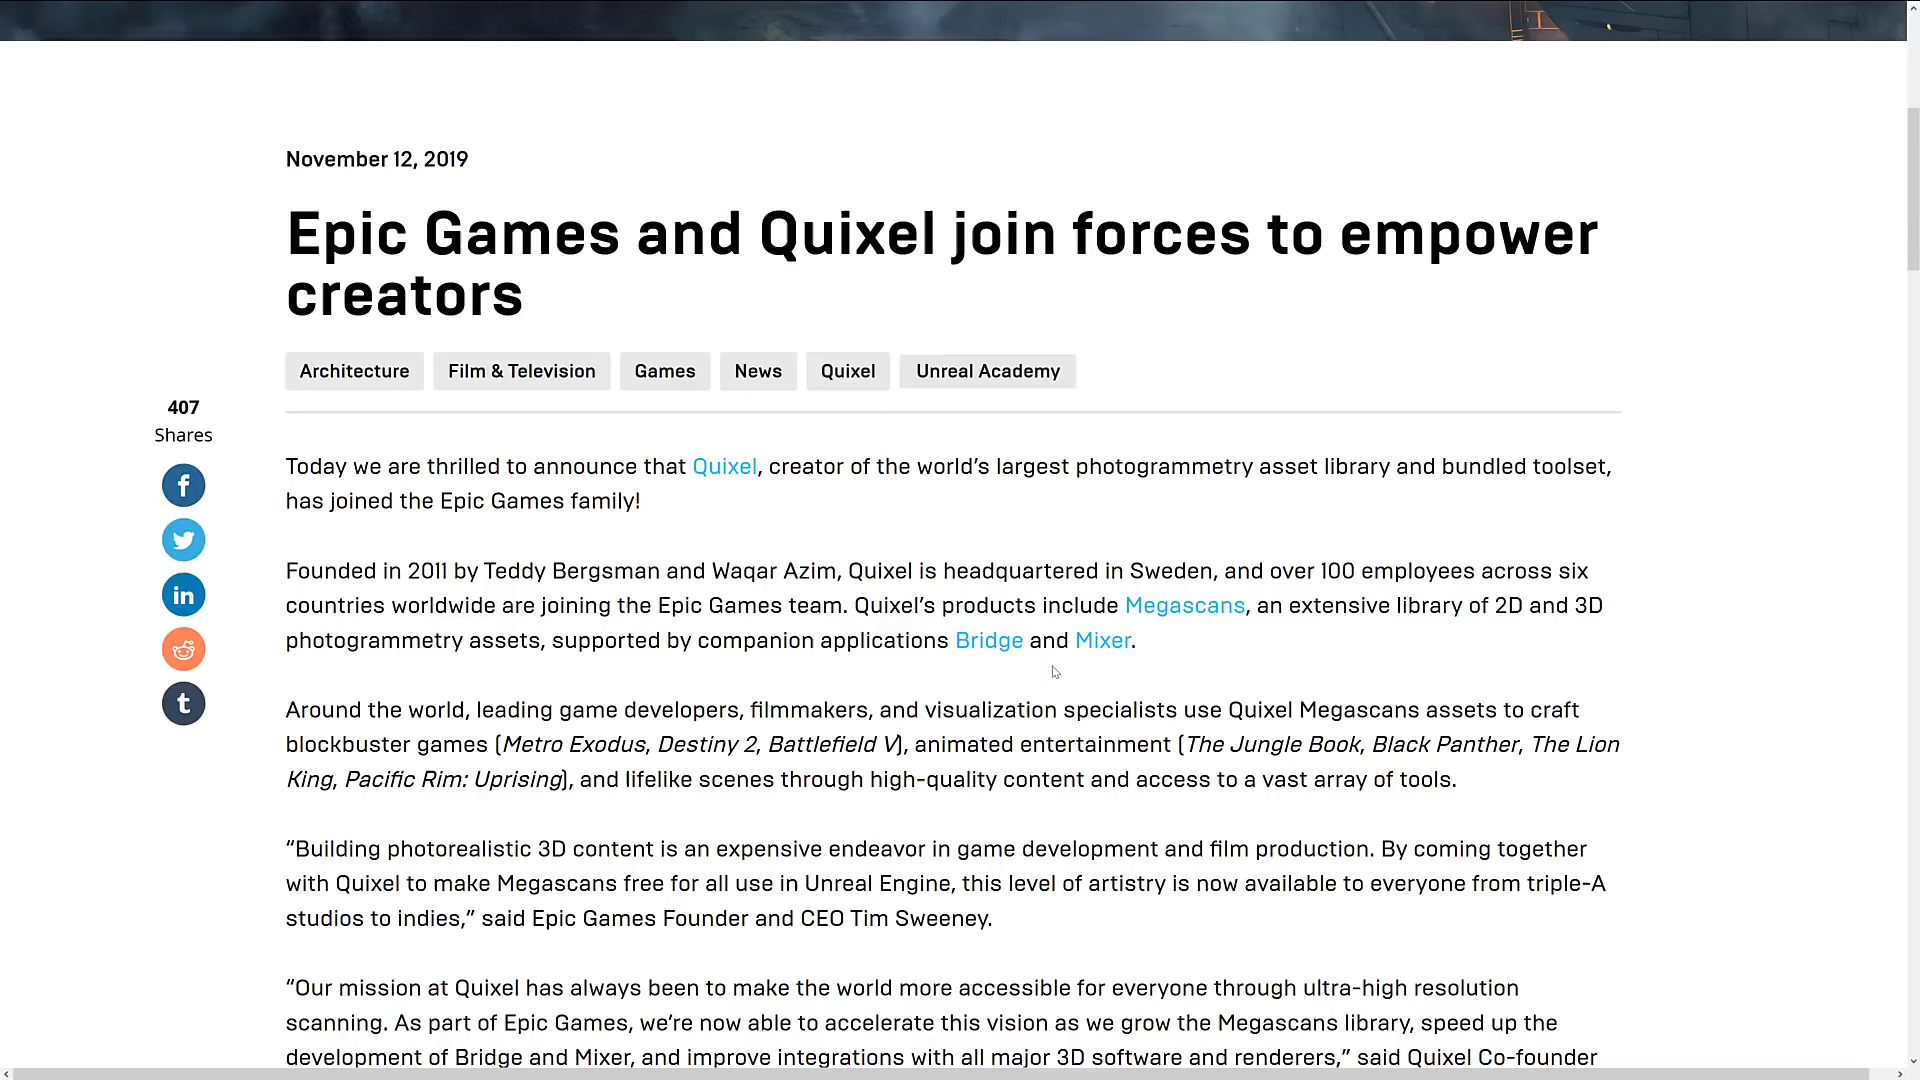 November 12, 2019
Epic Games and Quixel join forces to empower
creators
Architecture
Film & Television
Games
News
Quixel
Unreal Academy
407
Shares
Today we are thrilled to announce that Quixel, creator of the world’s largest photogrammetry asset library and bundled toolset,
has joined the Epic Games family!
Founded in 2011 by Teddy Bergsman and Waqar Azim, Quixel is headquartered in Sweden, and over 100 employees across six
countries worldwide are joining the Epic Games team. Quixel’s products include Megascans, an extensive library of 2D and 3D
photogrammetry assets, supported by companion applications Bridge and Mixer.
Around the world, leading game developers, filmmakers, and visualization specialists use Quixel Megascans assets to craft
blockbuster games (Metro Exodus, Destiny 2, Battlefield V), animated entertainment (The Jungle Book, Black Panther, The Lion
King, Pacific Rim: Uprising), and lifelike scenes through high-quality content and access to a vast array of tools.
“Building photorealistic 3D content is an expensive endeavor in game development and film production. By coming together
with Quixel to make Megascans free for all use in Unreal Engine, this level of artistry is now available to everyone from triple-A
studios to indies,” said Epic Games Founder and CEO Tim Sweeney.
“Our mission at Quixel has always been to make the world more accessible for everyone through ultra-high resolution
scanning. As part of Epic Games, we’re now able to accelerate this vision as we grow the Megascans library, speed up the
development of Bridge and Mixer, and improve integrations with all major 3D software and renderers,” said Quixel Co-founder